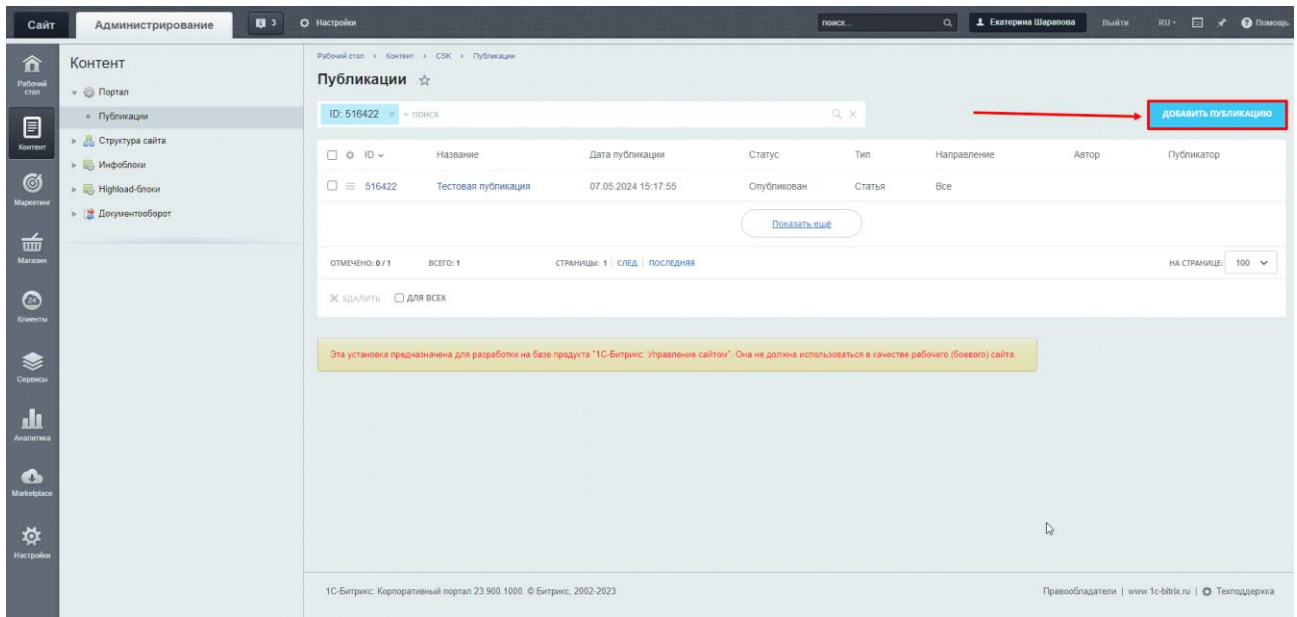 Сайт
Администрирование
3
Настройки
поиск...
Екатерина Шарапова
Выйти
RU
Помощь
Рабочий стол
Контент
Маркетинг
Магазин
24
Клиенты
Сервисы
Аналитика
Marketplace
Настройки
Контент
Портал
Публикации
Структура сайта
Инфоблоки
Highload-блоки
Документооборот
Рабочий стол Контент CSK Публикации
Публикации
ID: 516422 × + поиск
ДОБАВИТЬ ПУБЛИКАЦИЮ
ID Название Дата публикации Статус Тип Направление Автор Публикатор
516422 Тестовая публикация 07.05.2024 15:17:55 Опубликован Статья Все
Показать ещё
ОТМЕЧЕНО: 0 / 1 ВСЕГО: 1 СТРАНИЦЫ: 1 СЛЕД. ПОСЛЕДНЯЯ НА СТРАНИЦЕ: 100
УДАЛИТЬ ДЛЯ ВСЕХ
Эта установка предназначена для разработки на базе продукта "1С-Битрикс: Управление сайтом". Она не должна использоваться в качестве рабочего (боевого) сайта.
1С-Битрикс: Корпоративный портал 23.900.1000. © Битрикс, 2002-2023
Правообладатели | www.1c-bitrix.ru | Техподдержка